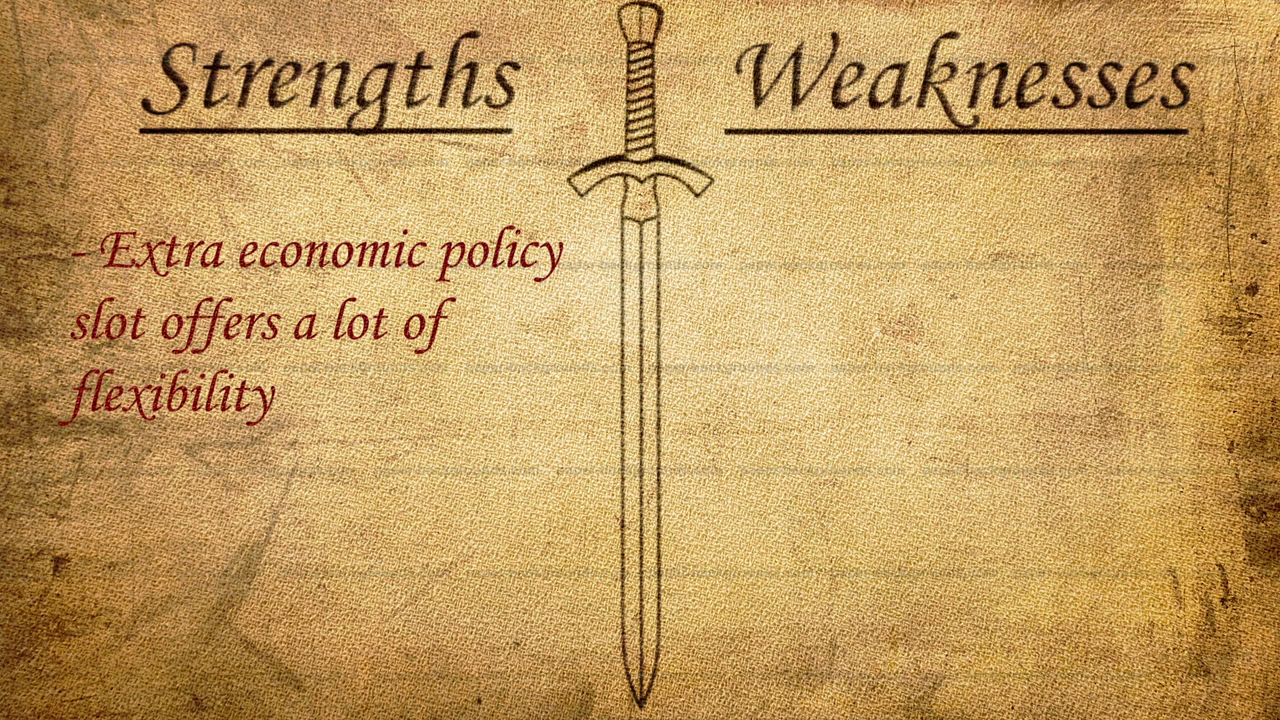 Strengths
Weaknesses
- Extra economic policy
slot offers a lot of
flexibility